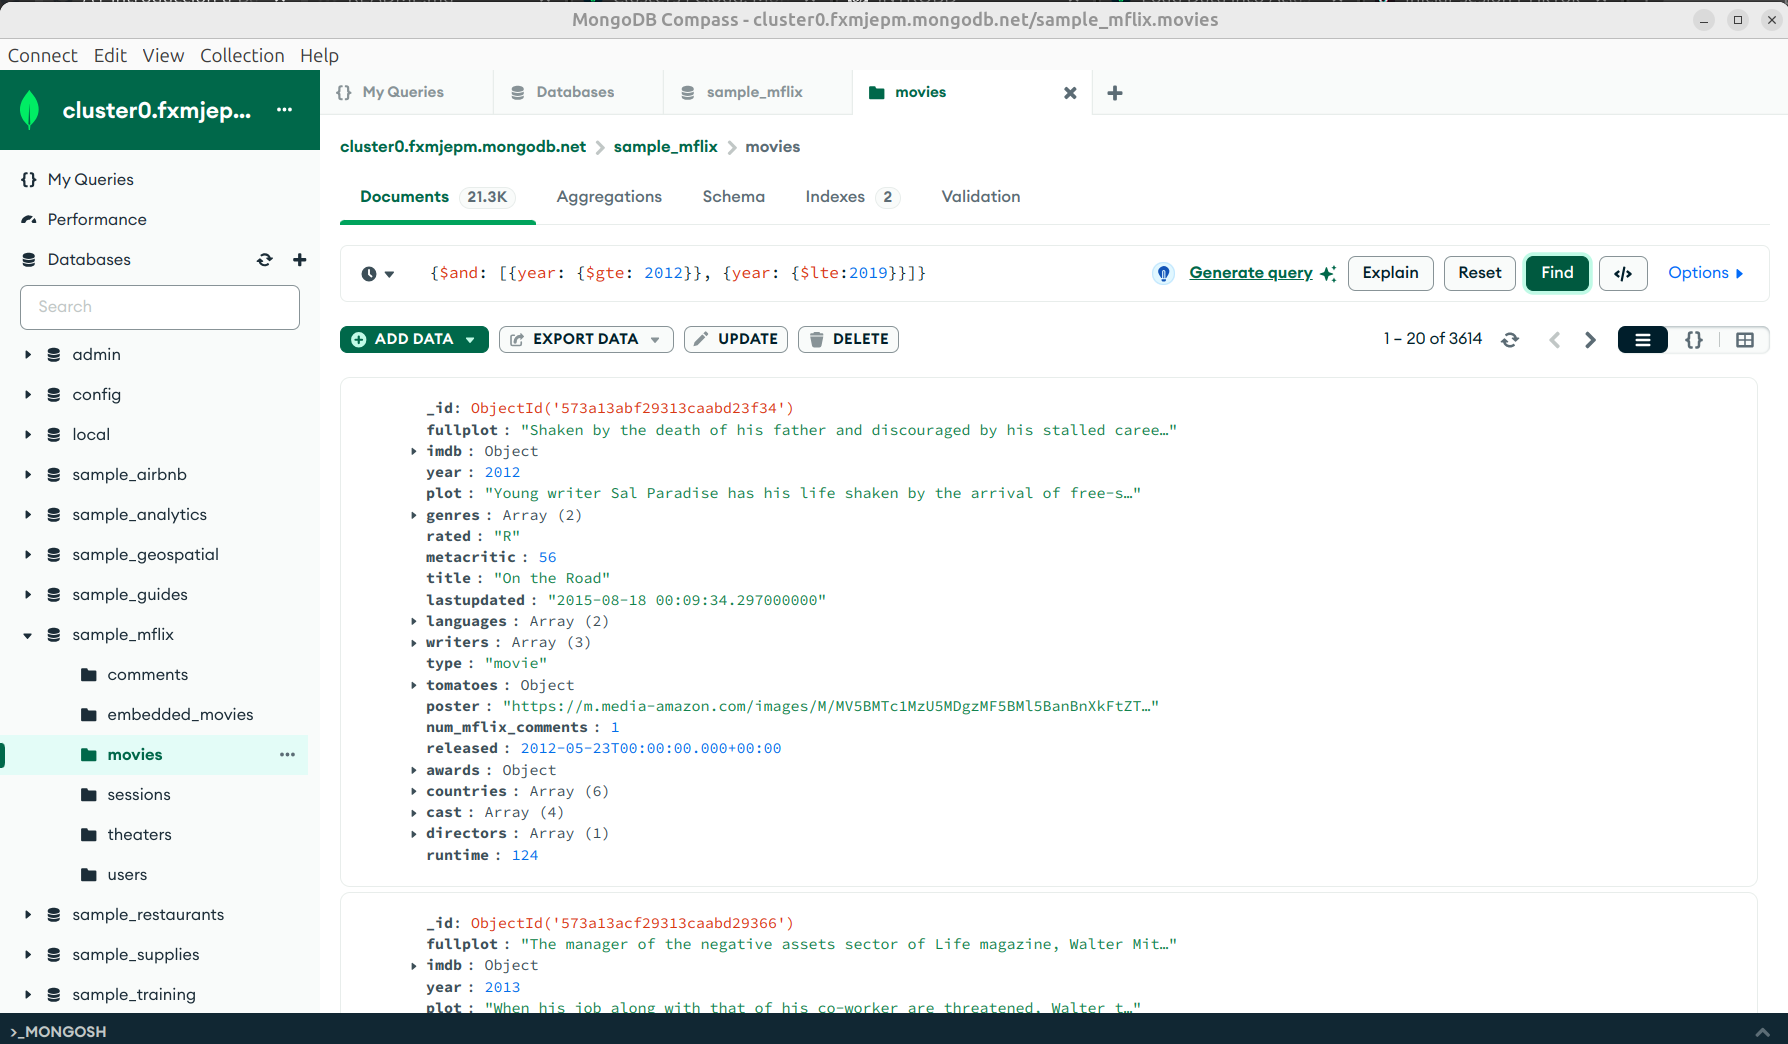 MongoDB Compass - cluster0.fxmjepm.mongodb.net/sample_mflix.movies
Connect Edit View Collection Help
cluster0.fxmjep... ...
My Queries
Performance
Databases
Search
admin
config
local
sample_airbnb
sample_analytics
sample_geospatial
sample_guides
sample_mflix
comments
embedded_movies
movies ...
sessions
theaters
users
sample_restaurants
sample_supplies
sample_training
{} My Queries Databases sample_mflix movies
cluster0.fxmjepm.mongodb.net > sample_mflix > movies
Documents 21.3K Aggregations Schema Indexes 2 Validation
{$and: [{year: {$gte: 2012}}, {year: {$lte:2019}}]} Generate query Explain Reset Find </> Options
ADD DATA EXPORT DATA UPDATE DELETE 1 – 20 of 3614 {}
_id: ObjectId('573a13abf29313caabd23f34')
fullplot : "Shaken by the death of his father and discouraged by his stalled caree…"
imdb : Object
year : 2012
plot : "Young writer Sal Paradise has his life shaken by the arrival of free-s…"
genres : Array (2)
rated : "R"
metacritic : 56
title : "On the Road"
lastupdated : "2015-08-18 00:09:34.297000000"
languages : Array (2)
writers : Array (3)
type : "movie"
tomatoes : Object
poster : "https://m.media-amazon.com/images/M/MV5BMTc1MzU5MDgzMF5BMl5BanBnXkFtZT…"
num_mflix_comments : 1
released : 2012-05-23T00:00:00.000+00:00
awards : Object
countries : Array (6)
cast : Array (4)
directors : Array (1)
runtime : 124
_id: ObjectId('573a13acf29313caabd29366')
fullplot : "The manager of the negative assets sector of Life magazine, Walter Mit…"
imdb : Object
year : 2013
plot : "When his job along with that of his co-worker are threatened, Walter t…"
>_MONGOSH